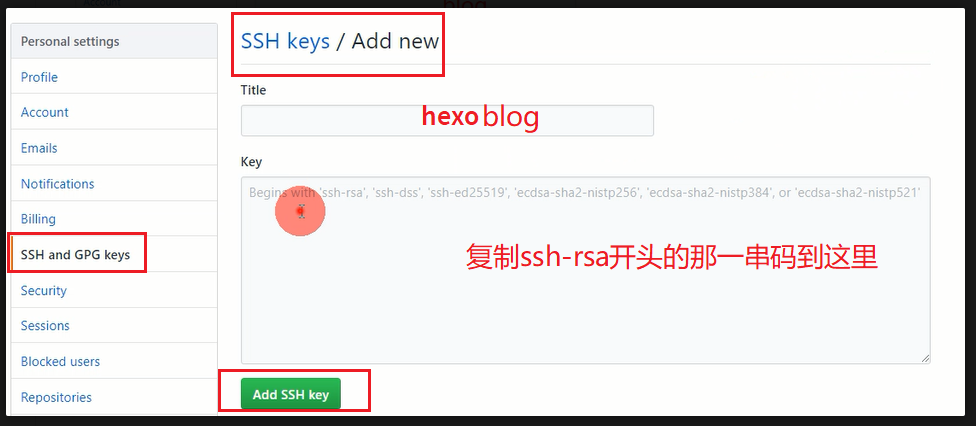 blog
Personal settings
Profile
Account
Emails
Notifications
Billing
SSH and GPG keys
Security
Sessions
Blocked users
Repositories
SSH keys / Add new
Title
hexo blog
Key
Begins with 'ssh-rsa', 'ssh-dss', 'ssh-ed25519', 'ecdsa-sha2-nistp256', 'ecdsa-sha2-nistp384', or 'ecdsa-sha2-nistp521'
复制ssh-rsa开头的那一串码到这里
Add SSH key